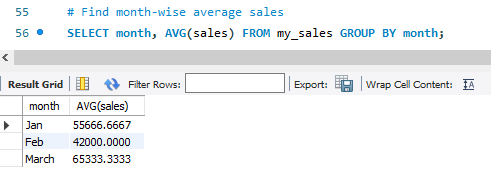 55 # Find month-wise average sales
56 SELECT month, AVG(sales) FROM my_sales GROUP BY month;
Result Grid Filter Rows: Export: Wrap Cell Content:
month AVG(sales)
Jan 55666.6667
Feb 42000.0000
March 65333.3333